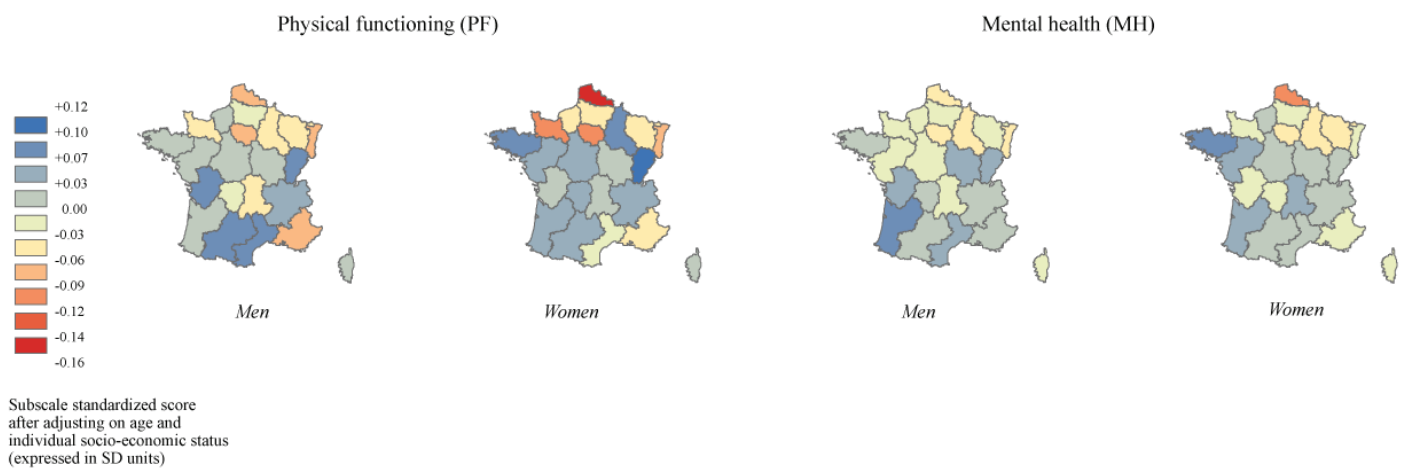 Physical functioning (PF)
Mental health (MH)
+0.12
+0.10
+0.07
+0.03
0.00
-0.03
-0.06
-0.09
-0.12
-0.14
-0.16
Men
Women
Men
Women
Subscale standardized score
after adjusting on age and
individual socio-economic status
(expressed in SD units)